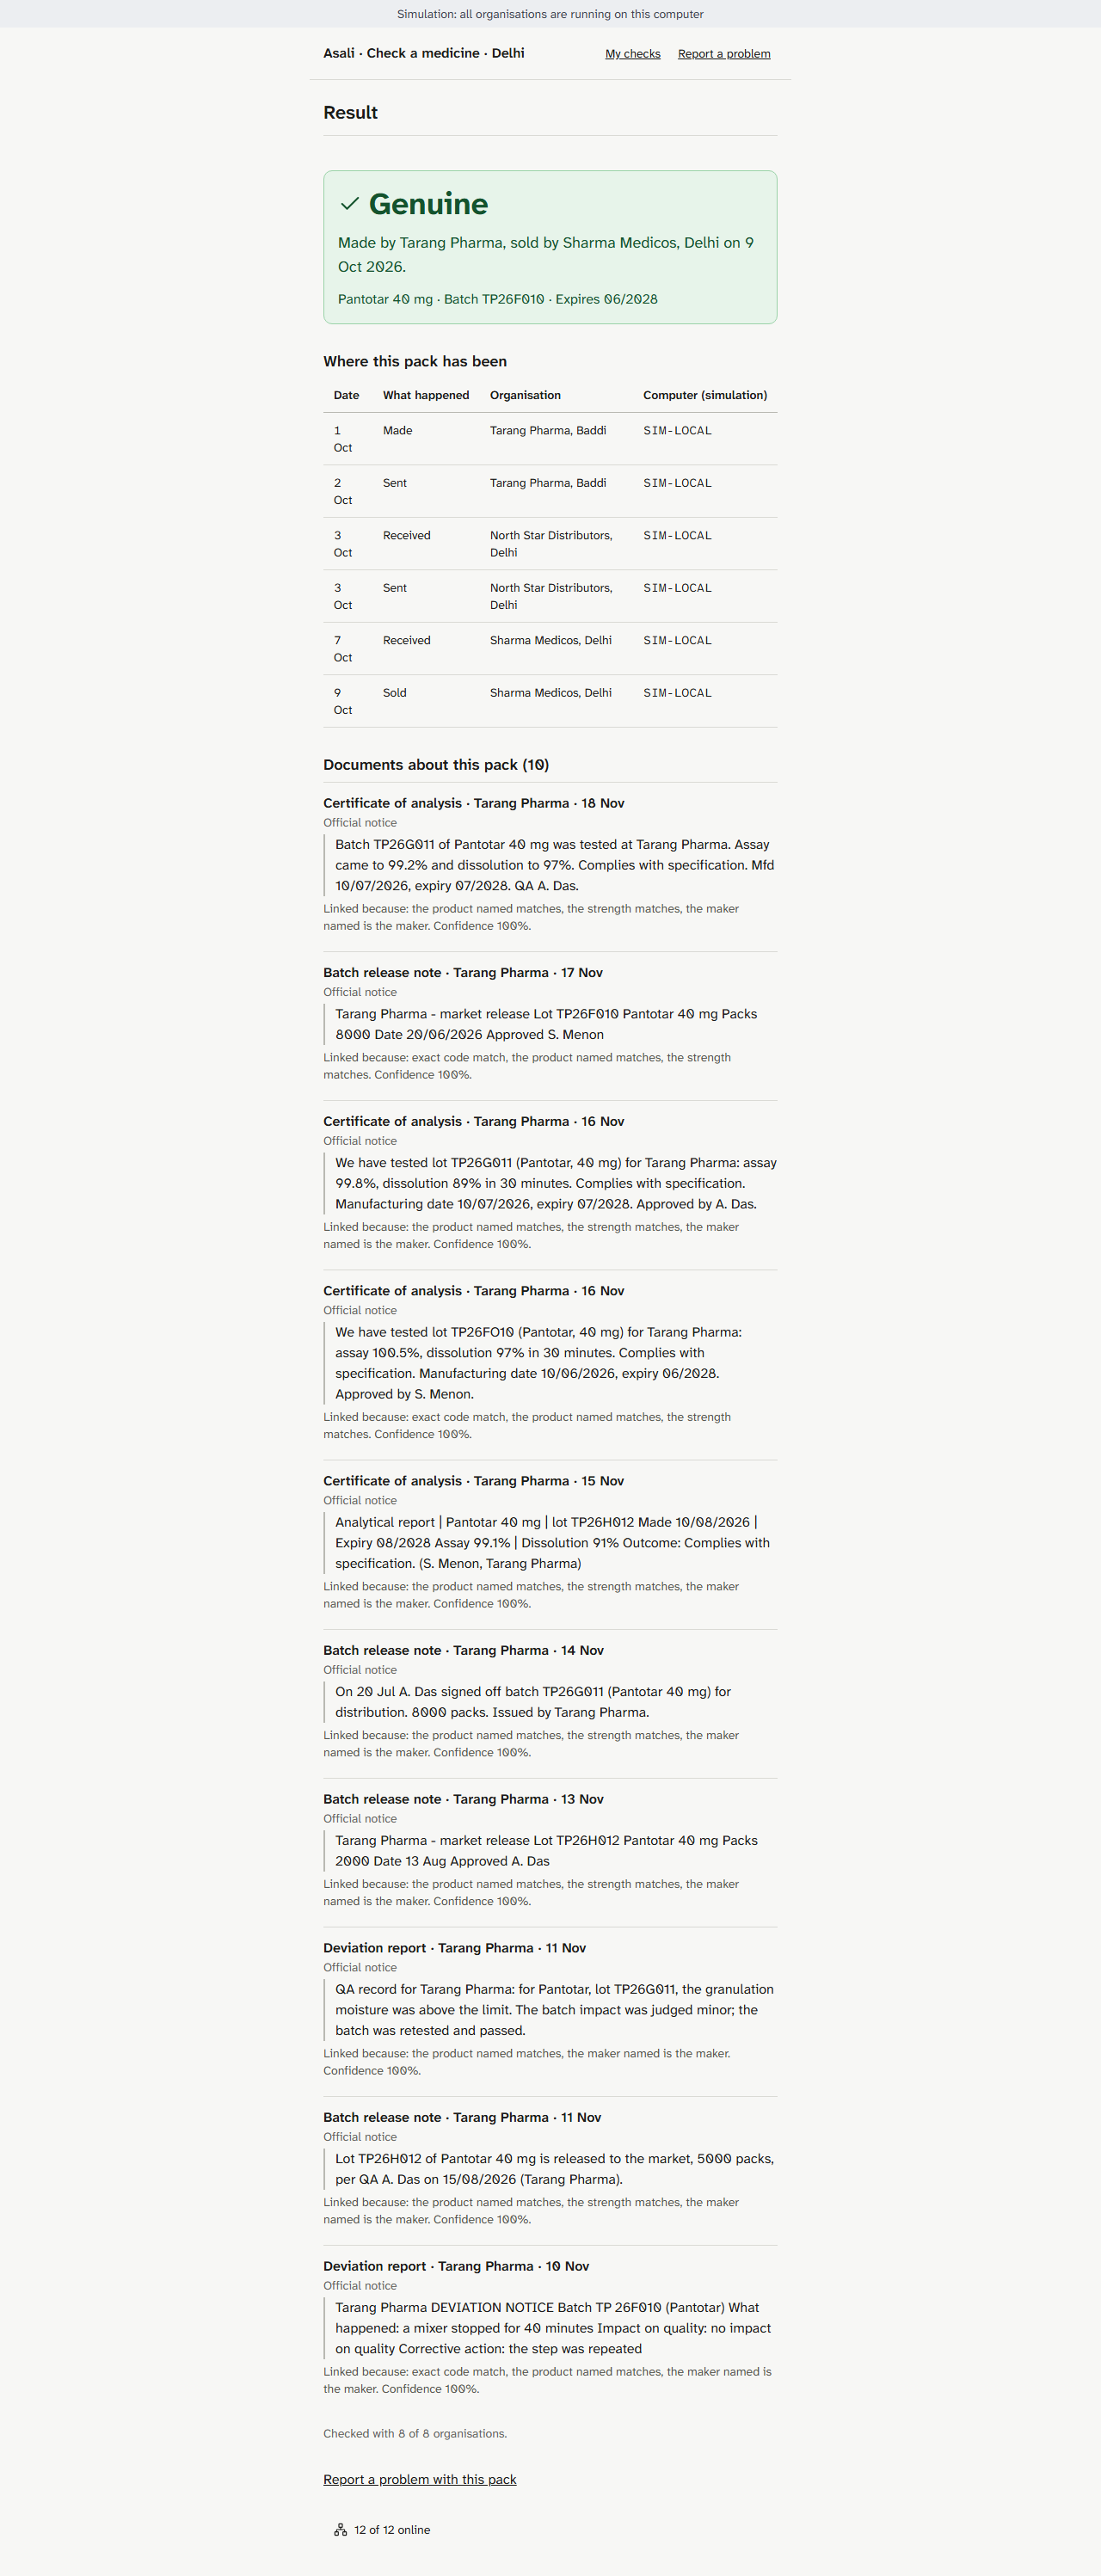 Simulation: all organisations are running on this computer
Asali · Check a medicine · Delhi
My checks
Report a problem
Result
Genuine
Made by Tarang Pharma, sold by Sharma Medicos, Delhi on 9
Oct 2026.
Pantotar 40 mg · Batch TP26F010 · Expires 06/2028
Where this pack has been
Date What happened Organisation Computer (simulation)
1
Oct
Made
Tarang Pharma, Baddi
SIM-LOCAL
2
Oct
Sent
Tarang Pharma, Baddi
SIM-LOCAL
3
Oct
Received
North Star Distributors,
Delhi
SIM-LOCAL
3
Oct
Sent
North Star Distributors,
Delhi
SIM-LOCAL
7
Oct
Received
Sharma Medicos, Delhi
SIM-LOCAL
9
Oct
Sold
Sharma Medicos, Delhi
SIM-LOCAL
Documents about this pack (10)
Certificate of analysis · Tarang Pharma · 18 Nov
Official notice
Batch TP26G011 of Pantotar 40 mg was tested at Tarang Pharma. Assay
came to 99.2% and dissolution to 97%. Complies with specification. Mfd
10/07/2026, expiry 07/2028. QA A. Das.
Linked because: the product named matches, the strength matches, the maker
named is the maker. Confidence 100%.
Batch release note · Tarang Pharma · 17 Nov
Official notice
Tarang Pharma - market release Lot TP26F010 Pantotar 40 mg Packs
8000 Date 20/06/2026 Approved S. Menon
Linked because: exact code match, the product named matches, the strength
matches. Confidence 100%.
Certificate of analysis · Tarang Pharma · 16 Nov
Official notice
We have tested lot TP26G011 (Pantotar, 40 mg) for Tarang Pharma: assay
99.8%, dissolution 89% in 30 minutes. Complies with specification.
Manufacturing date 10/07/2026, expiry 07/2028. Approved by A. Das.
Linked because: the product named matches, the strength matches, the maker
named is the maker. Confidence 100%.
Certificate of analysis · Tarang Pharma · 16 Nov
Official notice
We have tested lot TP26FO10 (Pantotar, 40 mg) for Tarang Pharma:
assay 100.5%, dissolution 97% in 30 minutes. Complies with
specification. Manufacturing date 10/06/2026, expiry 06/2028.
Approved by S. Menon.
Linked because: exact code match, the product named matches, the strength
matches. Confidence 100%.
Certificate of analysis · Tarang Pharma · 15 Nov
Official notice
Analytical report | Pantotar 40 mg | lot TP26H012 Made 10/08/2026 |
Expiry 08/2028 Assay 99.1% | Dissolution 91% Outcome: Complies with
specification. (S. Menon, Tarang Pharma)
Linked because: the product named matches, the strength matches, the maker
named is the maker. Confidence 100%.
Batch release note · Tarang Pharma · 14 Nov
Official notice
On 20 Jul A. Das signed off batch TP26G011 (Pantotar 40 mg) for
distribution. 8000 packs. Issued by Tarang Pharma.
Linked because: the product named matches, the strength matches, the maker
named is the maker. Confidence 100%.
Batch release note · Tarang Pharma · 13 Nov
Official notice
Tarang Pharma - market release Lot TP26H012 Pantotar 40 mg Packs
2000 Date 13 Aug Approved A. Das
Linked because: the product named matches, the strength matches, the maker
named is the maker. Confidence 100%.
Deviation report · Tarang Pharma · 11 Nov
Official notice
QA record for Tarang Pharma: for Pantotar, lot TP26G011, the granulation
moisture was above the limit. The batch impact was judged minor; the
batch was retested and passed.
Linked because: the product named matches, the maker named is the maker.
Confidence 100%.
Batch release note · Tarang Pharma · 11 Nov
Official notice
Lot TP26H012 of Pantotar 40 mg is released to the market, 5000 packs,
per QA A. Das on 15/08/2026 (Tarang Pharma).
Linked because: the product named matches, the strength matches, the maker
named is the maker. Confidence 100%.
Deviation report · Tarang Pharma · 10 Nov
Official notice
Tarang Pharma DEVIATION NOTICE Batch TP 26F010 (Pantotar) What
happened: a mixer stopped for 40 minutes Impact on quality: no impact
on quality Corrective action: the step was repeated
Linked because: exact code match, the product named matches, the maker named is
the maker. Confidence 100%.
Checked with 8 of 8 organisations.
Report a problem with this pack
12 of 12 online